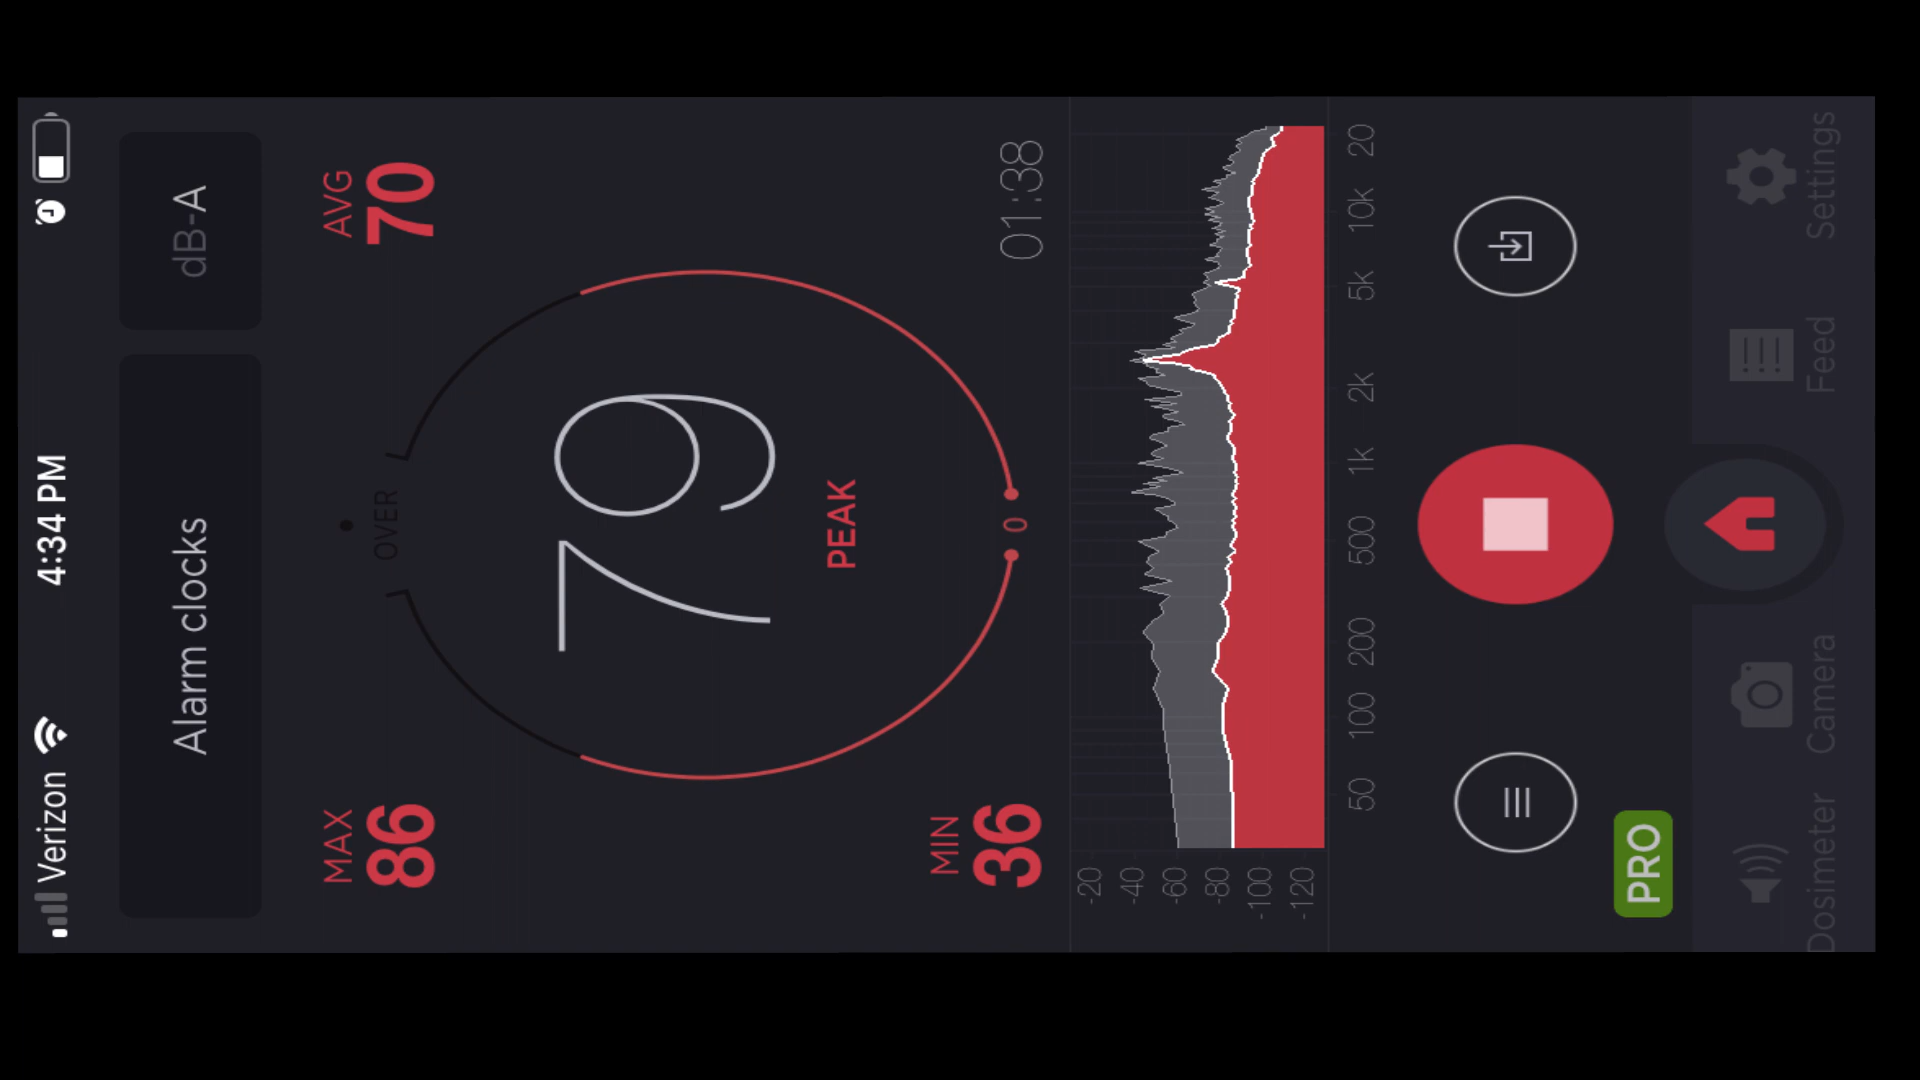 Verizon 4:34 PM
Alarm clocks dB-A
MAX AVG
86 70
OVER
79
PEAK
MIN 0 01:38
36
-20
-40
-60
-80
-100
-120
50 100 200 500 1k 2k 5k 10k 20
PRO
Dosimeter Camera Feed Settings